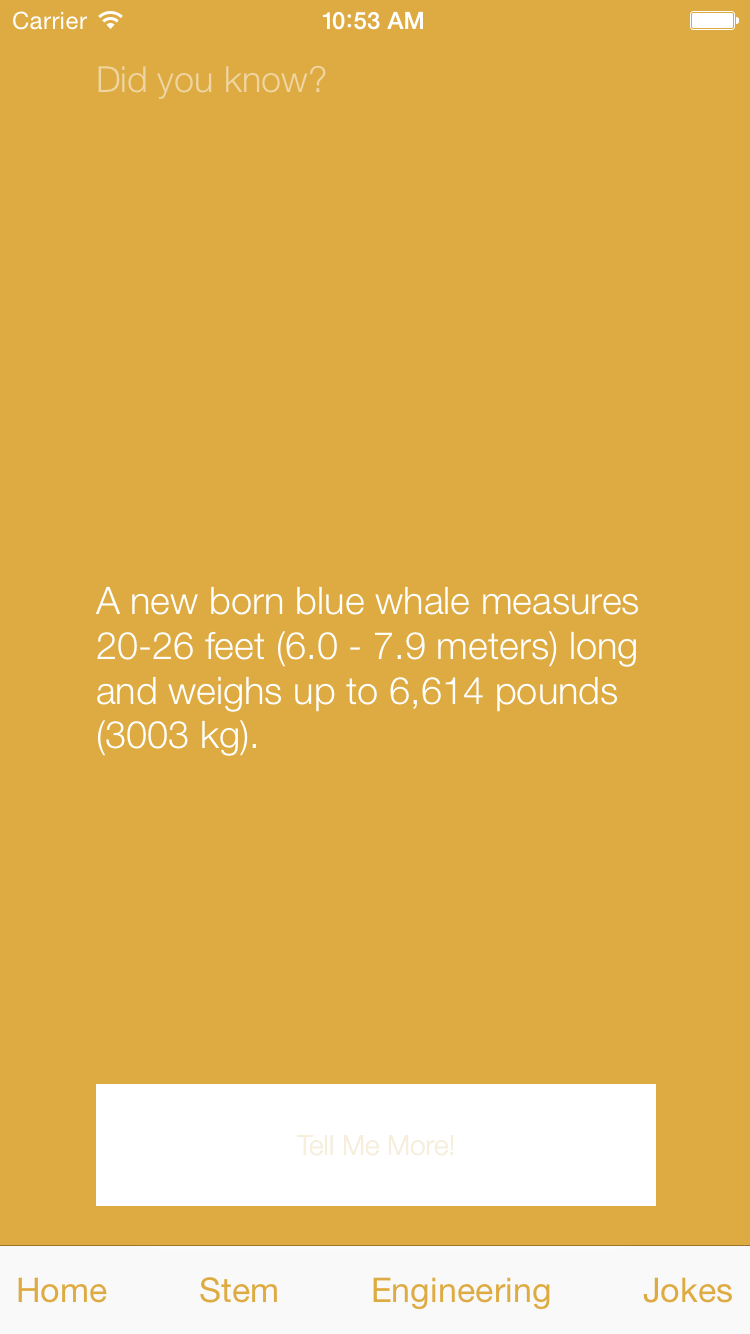 Carrier 10:53 AM
Did you know?
A new born blue whale measures
20-26 feet (6.0 - 7.9 meters) long
and weighs up to 6,614 pounds
(3003 kg).
Tell Me More!
Home Stem Engineering Jokes